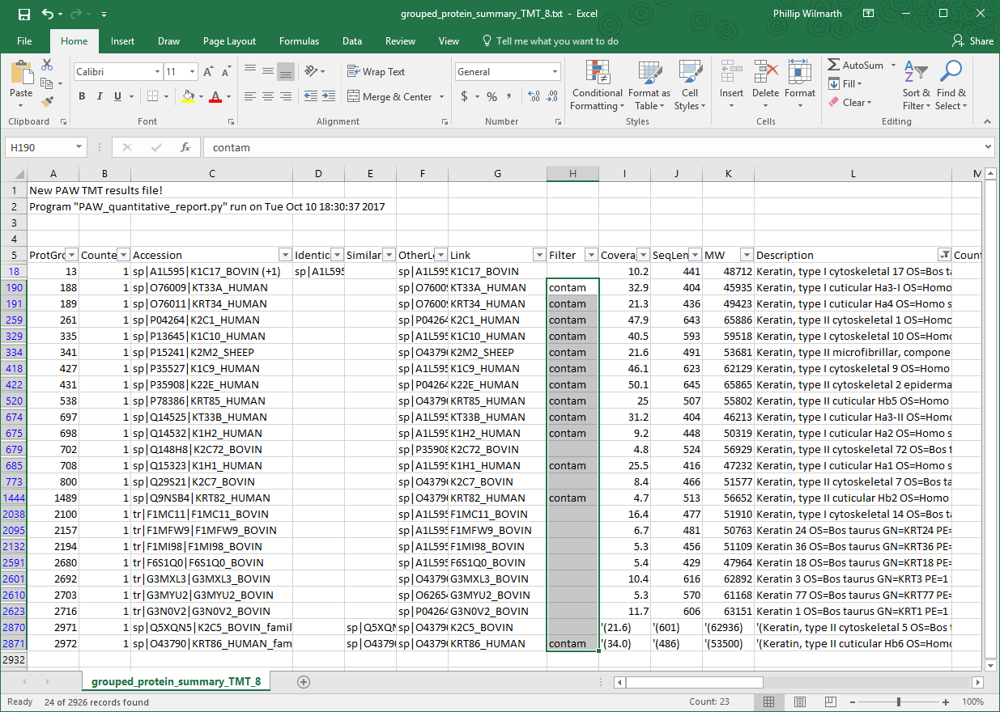 grouped_protein_summary_TMT_8.txt - Excel
Phillip Wilmarth
File Home Insert Draw Page Layout Formulas Data Review View Tell me what you want to do Share
Calibri 11 Wrap Text General AutoSum
Paste Conditional Formatting Format as Table Cell Styles Insert Delete Format Fill Sort & Filter Find & Select
B I U A Merge & Center $ % , Clear
Clipboard Font Alignment Number Styles Cells Editing
H190 fx contam
A B C D E F G H I J K L M
1 New PAW TMT results file!
2 Program "PAW_quantitative_report.py" run on Tue Oct 10 18:30:37 2017
3
4
5 ProtGro Counte Accession Identic Similar OtherLo Link Filter Covera SeqLen MW Description Count
18 13 1 sp|A1L595|K1C17_BOVIN (+1) sp|A1L595 sp|A1L595 K1C17_BOVIN 10.2 441 48712 Keratin, type I cytoskeletal 17 OS=Bos ta
190 188 1 sp|O76009|KT33A_HUMAN sp|O76009 KT33A_HUMAN contam 32.9 404 45935 Keratin, type I cuticular Ha3-I OS=Homo
191 189 1 sp|O76011|KRT34_HUMAN sp|O76009 KRT34_HUMAN contam 21.3 436 49423 Keratin, type I cuticular Ha4 OS=Homo s
259 261 1 sp|P04264|K2C1_HUMAN sp|P04264 K2C1_HUMAN contam 47.9 643 65886 Keratin, type II cytoskeletal 1 OS=Homo
329 335 1 sp|P13645|K1C10_HUMAN sp|A1L595 K1C10_HUMAN contam 40.5 593 59518 Keratin, type I cytoskeletal 10 OS=Homo
334 341 1 sp|P15241|K2M2_SHEEP sp|O43790 K2M2_SHEEP contam 21.6 491 53681 Keratin, type II microfibrillar, compone
418 427 1 sp|P35527|K1C9_HUMAN sp|A1L595 K1C9_HUMAN contam 46.1 623 62129 Keratin, type I cytoskeletal 9 OS=Homo
422 431 1 sp|P35908|K22E_HUMAN sp|P04264 K22E_HUMAN contam 50.1 645 65865 Keratin, type II cytoskeletal 2 epiderma
520 538 1 sp|P78386|KRT85_HUMAN sp|O43790 KRT85_HUMAN contam 25 507 55802 Keratin, type II cuticular Hb5 OS=Homo
674 697 1 sp|Q14525|KT33B_HUMAN sp|A1L595 KT33B_HUMAN contam 31.2 404 46213 Keratin, type I cuticular Ha3-II OS=Homo
675 698 1 sp|Q14532|K1H2_HUMAN sp|A1L595 K1H2_HUMAN contam 9.2 448 50319 Keratin, type I cuticular Ha2 OS=Homo s
679 702 1 sp|Q148H8|K2C72_BOVIN sp|P35908 K2C72_BOVIN 4.8 524 56929 Keratin, type II cytoskeletal 72 OS=Bos t
685 708 1 sp|Q15323|K1H1_HUMAN sp|A1L595 K1H1_HUMAN contam 25.5 416 47232 Keratin, type I cuticular Ha1 OS=Homo s
773 800 1 sp|Q29S21|K2C7_BOVIN sp|O43790 K2C7_BOVIN 8.4 466 51577 Keratin, type II cytoskeletal 7 OS=Bos ta
1444 1489 1 sp|Q9NSB4|KRT82_HUMAN sp|O43790 KRT82_HUMAN contam 4.7 513 56652 Keratin, type II cuticular Hb2 OS=Homo
2038 2100 1 tr|F1MC11|F1MC11_BOVIN sp|A1L595 F1MC11_BOVIN 16.4 477 51910 Keratin, type I cytoskeletal 14 OS=Bos ta
2095 2157 1 tr|F1MFW9|F1MFW9_BOVIN sp|A1L595 F1MFW9_BOVIN 6.7 481 50763 Keratin 24 OS=Bos taurus GN=KRT24 PE=
2132 2194 1 tr|F1MI98|F1MI98_BOVIN sp|A1L595 F1MI98_BOVIN 5.3 456 51109 Keratin 36 OS=Bos taurus GN=KRT36 PE=
2591 2680 1 tr|F6S1Q0|F6S1Q0_BOVIN sp|A1L595 F6S1Q0_BOVIN 5.4 429 47964 Keratin 18 OS=Bos taurus GN=KRT18 PE=
2601 2692 1 tr|G3MXL3|G3MXL3_BOVIN sp|O43790 G3MXL3_BOVIN 10.4 616 62892 Keratin 3 OS=Bos taurus GN=KRT3 PE=1
2610 2703 1 tr|G3MYU2|G3MYU2_BOVIN sp|O62654 G3MYU2_BOVIN 5.3 570 61168 Keratin 77 OS=Bos taurus GN=KRT77 PE=
2623 2716 1 tr|G3N0V2|G3N0V2_BOVIN sp|P04264 G3N0V2_BOVIN 11.7 606 63151 Keratin 1 OS=Bos taurus GN=KRT1 PE=1
2870 2971 1 sp|Q5XQN5|K2C5_BOVIN_famil sp|Q5XQN sp|O43790 K2C5_BOVIN '(21.6) '(601) '(62936) '(Keratin, type II cytoskeletal 5 OS=Bos t
2871 2972 1 sp|O43790|KRT86_HUMAN_fam sp|O43790 sp|O43790 KRT86_HUMAN contam '(34.0) '(486) '(53500) '(Keratin, type II cuticular Hb6 OS=Homo
2932
grouped_protein_summary_TMT_8
Ready 24 of 2926 records found Count: 23 100%